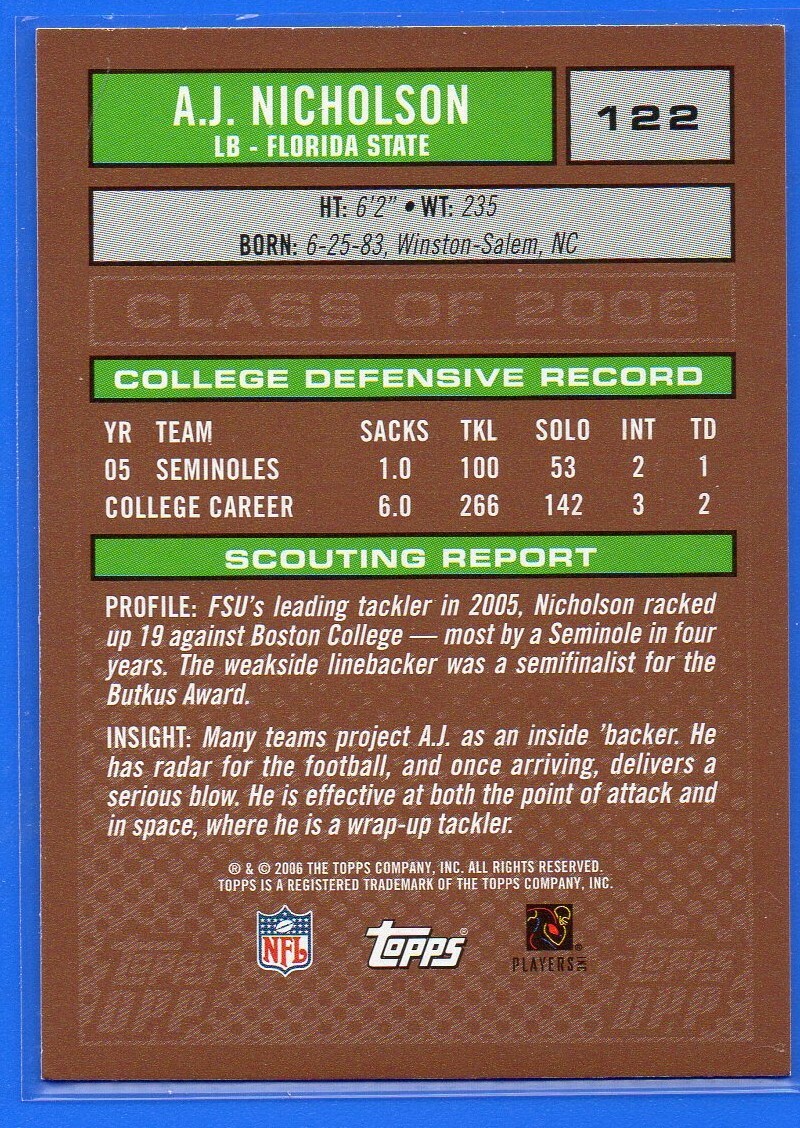 A.J. NICHOLSON
LB - FLORIDA STATE
122
HT: 6'2" • WT: 235
BORN: 6-25-83, Winston-Salem, NC
CLASS OF 2006
COLLEGE DEFENSIVE RECORD
YR TEAM SACKS TKL SOLO INT TD
05 SEMINOLES 1.0 100 53 2 1
COLLEGE CAREER 6.0 266 142 3 2
SCOUTING REPORT
PROFILE: FSU's leading tackler in 2005, Nicholson racked
up 19 against Boston College — most by a Seminole in four
years. The weakside linebacker was a semifinalist for the
Butkus Award.
INSIGHT: Many teams project A.J. as an inside 'backer. He
has radar for the football, and once arriving, delivers a
serious blow. He is effective at both the point of attack and
in space, where he is a wrap-up tackler.
® & © 2006 THE TOPPS COMPANY, INC. ALL RIGHTS RESERVED.
TOPPS IS A REGISTERED TRADEMARK OF THE TOPPS COMPANY, INC.
NFL
topps®
PLAYERS INC
DPP DPP